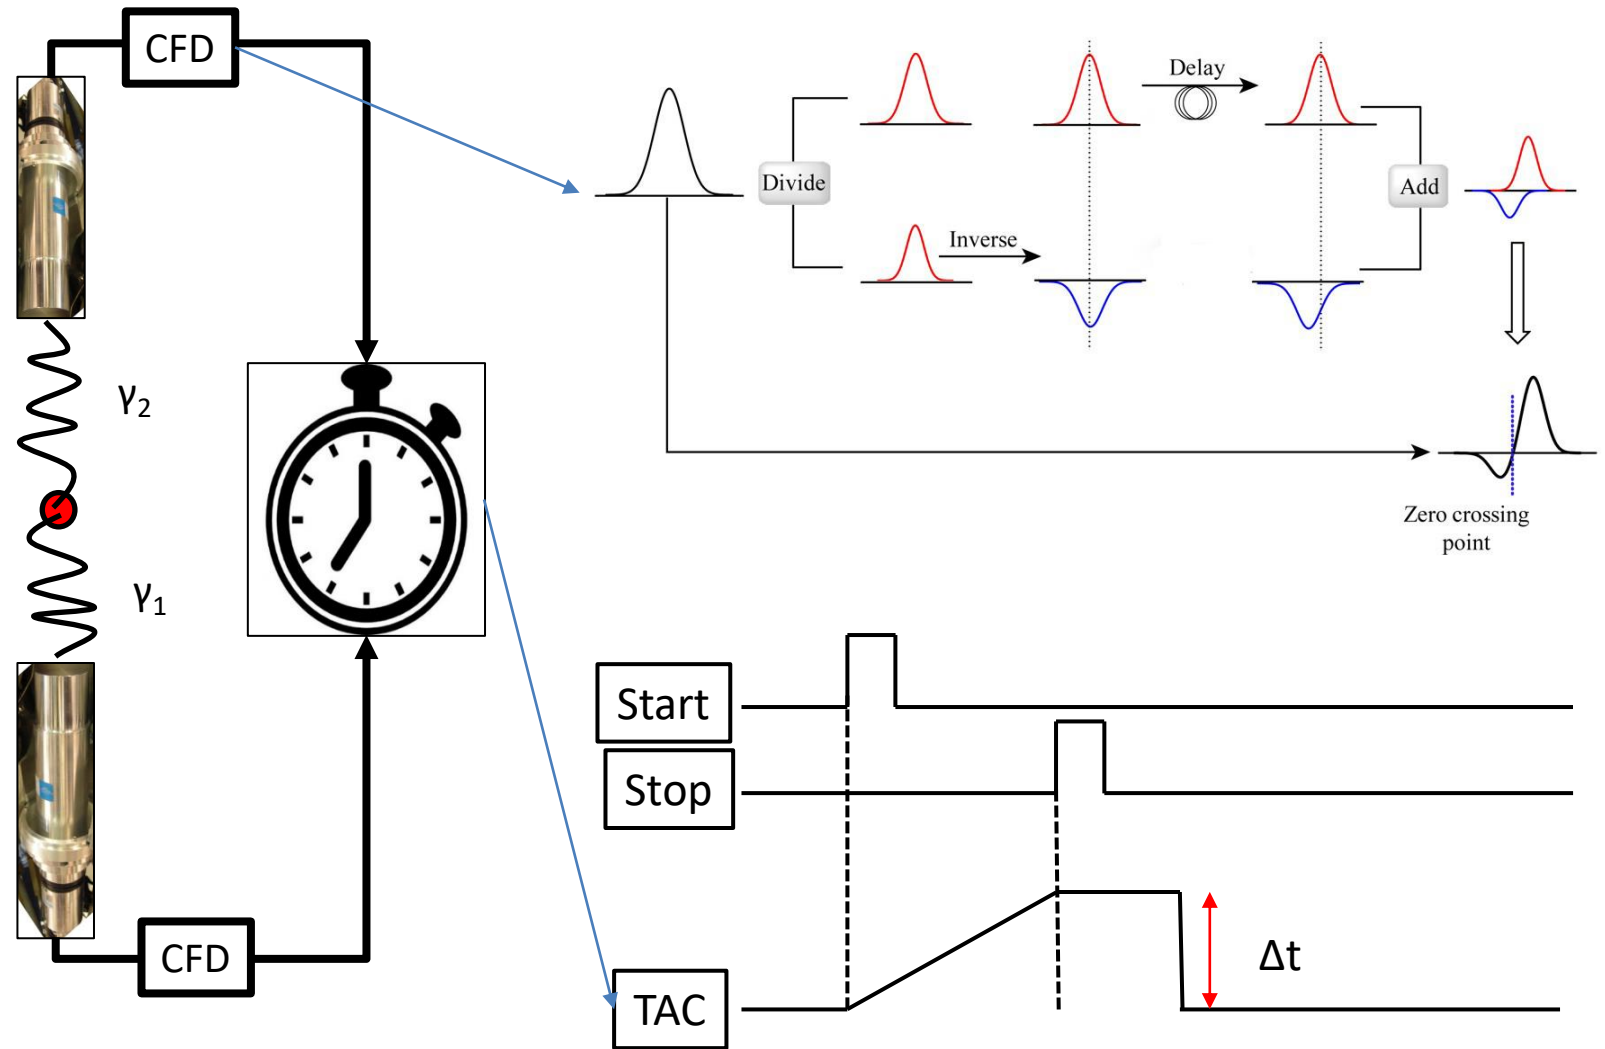 CFD
Delay
Divide
Add
Inverse
γ2
Zero crossing
point
γ1
Start
Stop
CFD
Δt
TAC